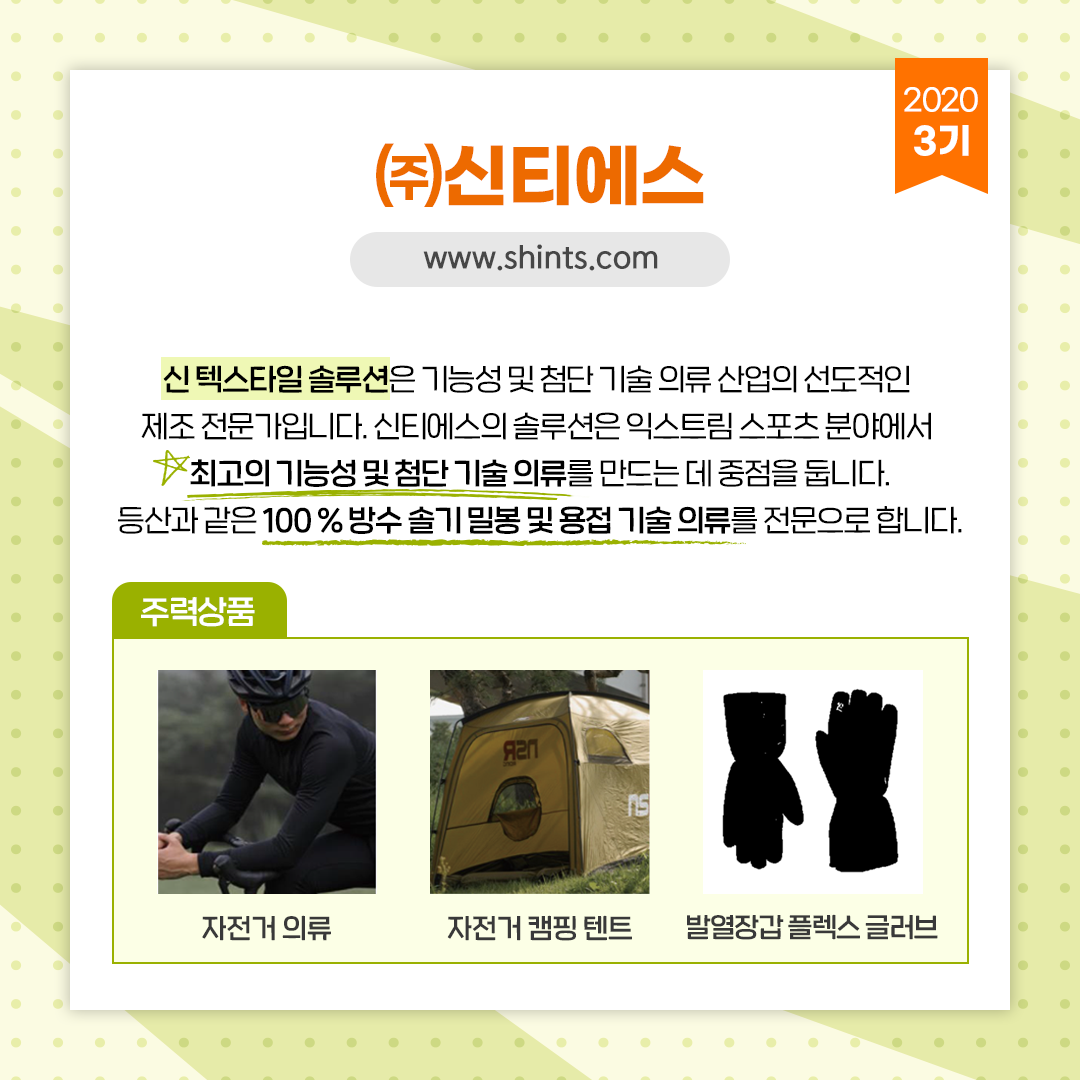 2020
3기
㈜신티에스
www.shints.com
신 텍스타일 솔루션은 기능성 및 첨단 기술 의류 산업의 선도적인
제조 전문가입니다. 신티에스의 솔루션은 익스트림 스포츠 분야에서
최고의 기능성 및 첨단 기술 의류를 만드는 데 중점을 둡니다.
등산과 같은 100 % 방수 솔기 밀봉 및 용접 기술 의류를 전문으로 합니다.
주력상품
NSR
자전거 의류
자전거 캠핑 텐트
발열장갑 플렉스 글러브